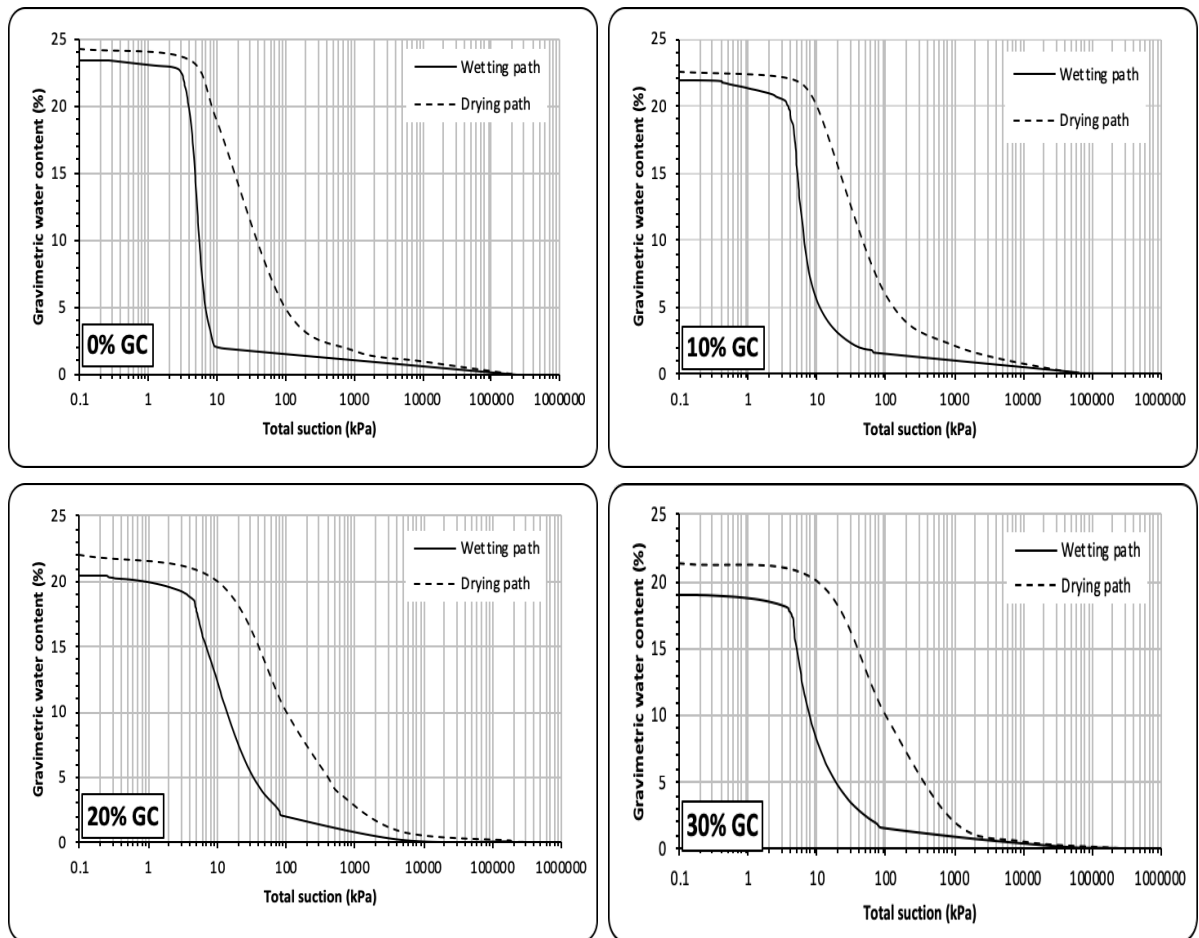 25
20
15
10
5
0
Gravimetric water content (%)
Wetting path
Drying path
0% GC
0.1 1 10 100 1000 10000 100000 1000000
Total suction (kPa)
25
20
15
10
5
0
Gravimetric water content (%)
Wetting path
Drying path
10% GC
0.1 1 10 100 1000 10000 100000 1000000
Total suction (kPa)
25
20
15
10
5
0
Gravimetric water content (%)
Wetting path
Drying path
20% GC
0.1 1 10 100 1000 10000 100000 1000000
Total suction (kPa)
25
20
15
10
5
0
Gravimetric water content (%)
Wetting path
Drying path
30% GC
0.1 1 10 100 1000 10000 100000 1000000
Total suction (kPa)